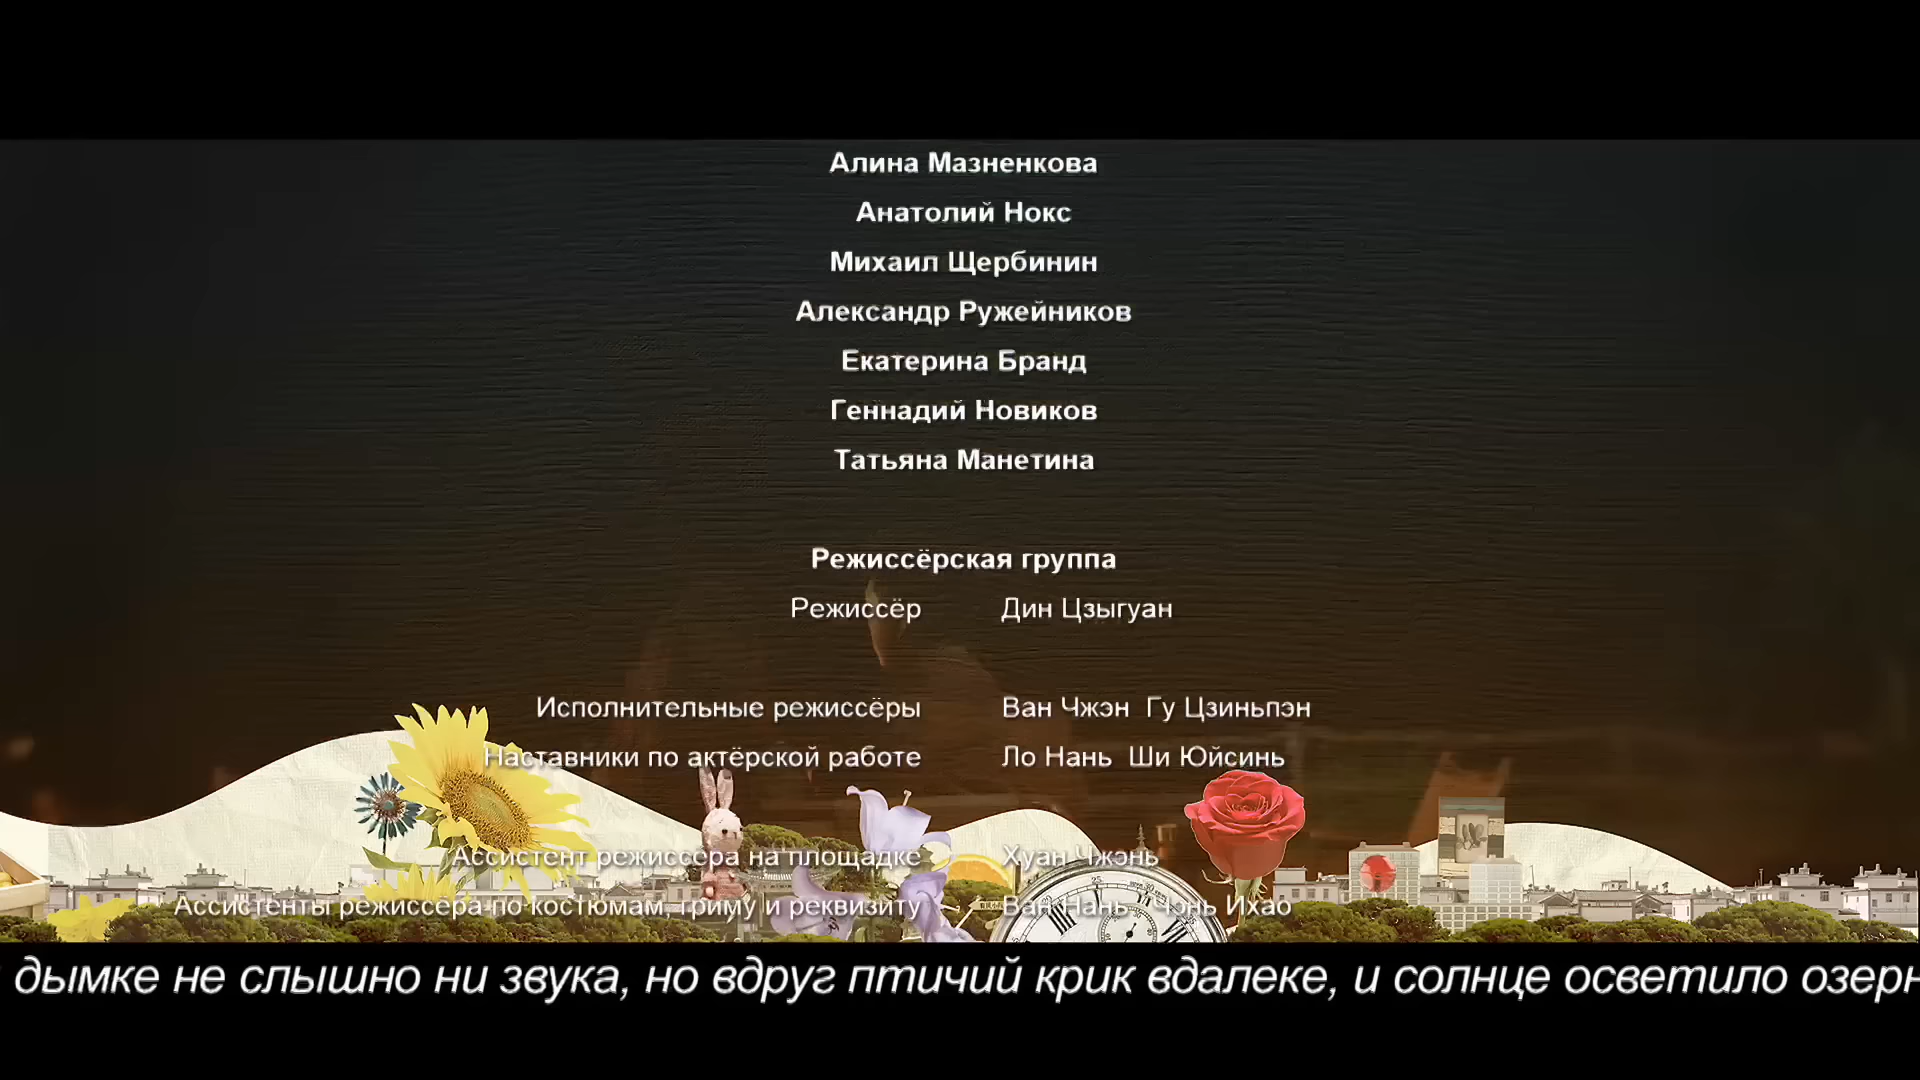 Алина Мазненкова
Анатолий Нокс
Михаил Щербинин
Александр Ружейников
Екатерина Бранд
Геннадий Новиков
Татьяна Манетина
Режиссёрская группа
Режиссёр Дин Цзыгуан
Исполнительные режиссёры Ван Чжэн Гу Цзиньпэн
Наставники по актёрской работе Ло Нань Ши Юйсинь
Ассистент режиссёра на площадке Хуан Чжэнь
Ассистенты режиссёра по костюмам, гриму и реквизиту Ван Нань Чэнь Ихао
дымке не слышно ни звука, но вдруг птичий крик вдалеке, и солнце осветило озерн